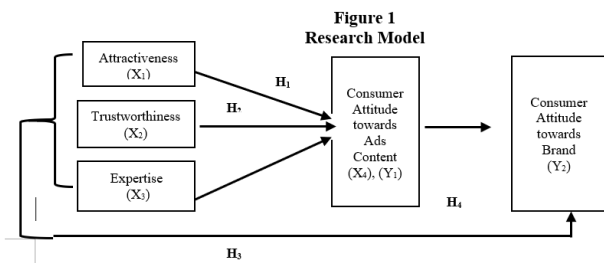 Figure 1
Research Model
Attractiveness
(X₁)
H₁
Trustworthiness
(X₂)
Expertise
(X₃)
Consumer
Attitude
towards
Ads
Content
(X₄), (Y₁)
H₄
Consumer
Attitude
towards
Brand
(Y₂)
H₃